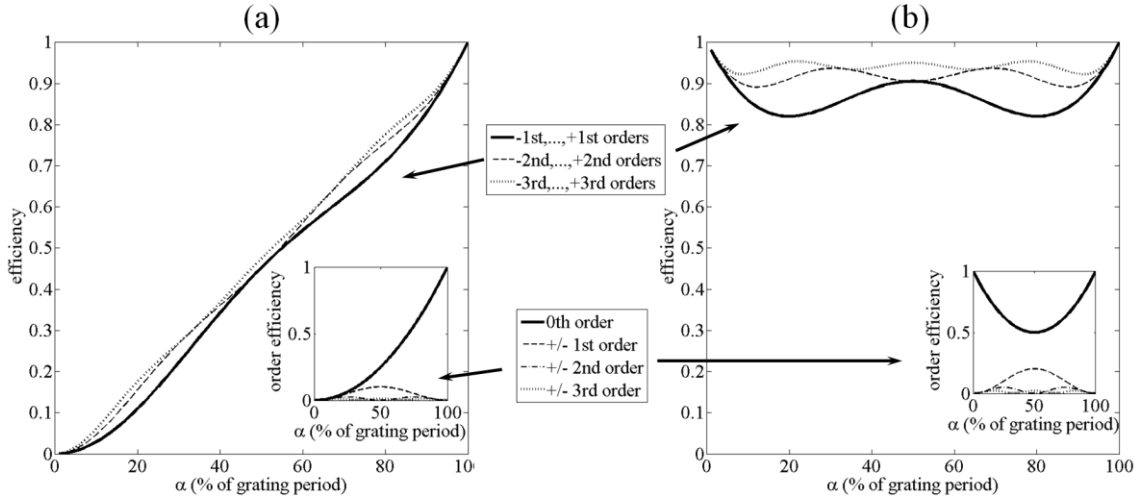 (a)
(b)
1
0.9
0.8
0.7
0.6
0.5
0.4
0.3
0.2
0.1
0
efficiency
0
20
40
60
80
10
α (% of grating period)
1
0.5
0
order efficiency
0
50
100
α (% of grating period)
-1st,...,+1st orders
-2nd,...,+2nd orders
-3rd,...,+3rd orders
0th order
+/- 1st order
+/- 2nd order
+/- 3rd order
1
0.9
0.8
0.7
0.6
0.5
0.4
0.3
0.2
0.1
0
efficiency
0
20
40
60
80
100
α (% of grating period)
1
0.5
0
order efficiency
0
50
100
α (% of grating period)